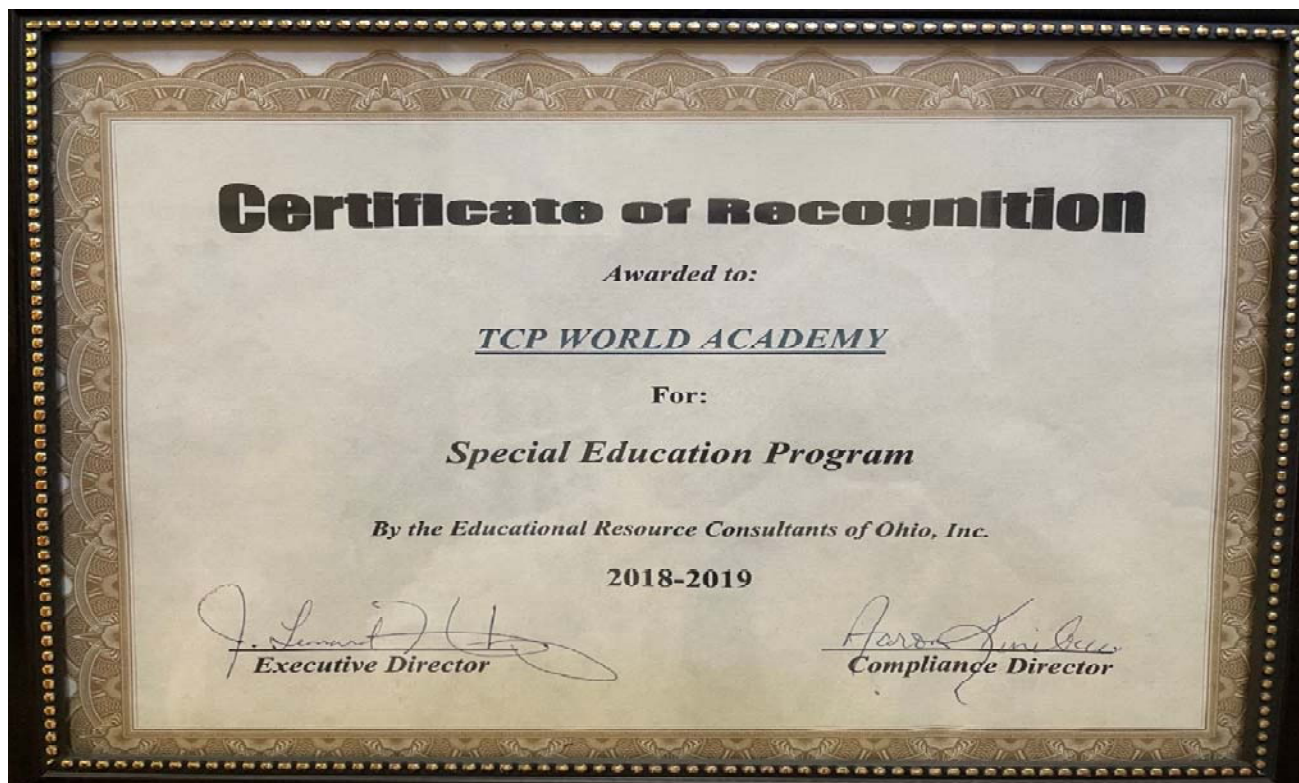 Certificate of Recognition
Awarded to:
TCP WORLD ACADEMY
For:
Special Education Program
By the Educational Resource Consultants of Ohio, Inc.
2018-2019
J.
Aaron
Executive Director
Compliance Director